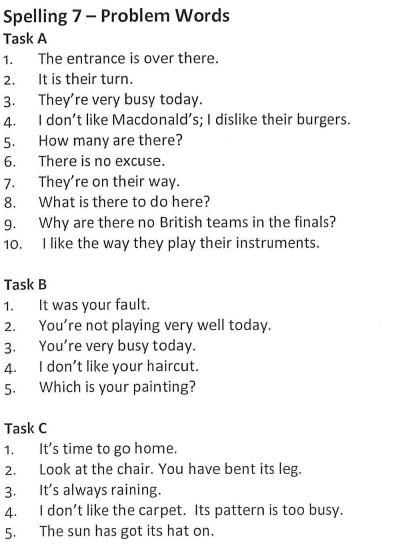 Spelling 7 – Problem Words
Task A
1. The entrance is over there.
2. It is their turn.
3. They're very busy today.
4. I don't like Macdonald's; I dislike their burgers.
5. How many are there?
6. There is no excuse.
7. They're on their way.
8. What is there to do here?
9. Why are there no British teams in the finals?
10. I like the way they play their instruments.
Task B
1. It was your fault.
2. You're not playing very well today.
3. You're very busy today.
4. I don't like your haircut.
5. Which is your painting?
Task C
1. It's time to go home.
2. Look at the chair. You have bent its leg.
3. It's always raining.
4. I don't like the carpet. Its pattern is too busy.
5. The sun has got its hat on.